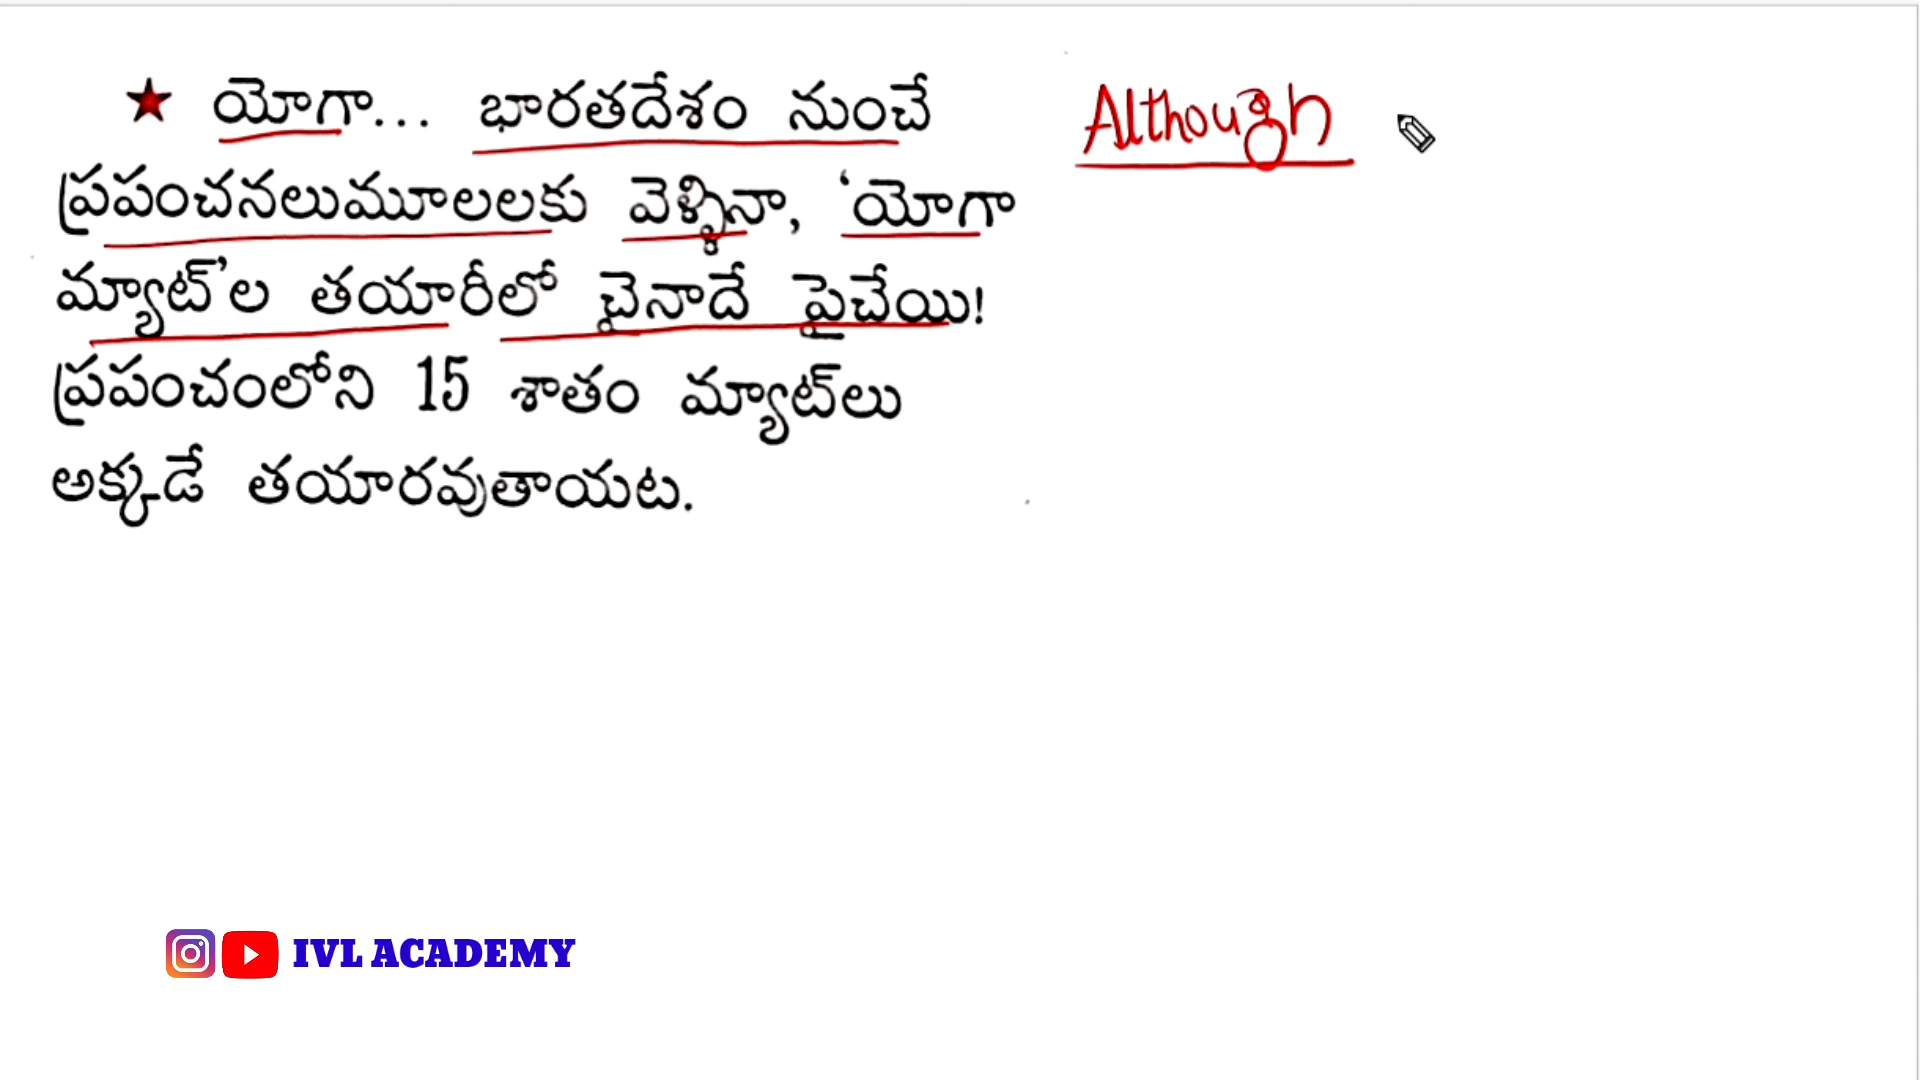 ★ యోగా... భారతదేశం నుంచే
ప్రపంచనలుమూలలకు వెళ్ళినా, ‘యోగా
మ్యాట్’ల తయారీలో చైనాదే పైచేయి!
ప్రపంచంలోని 15 శాతం మ్యాట్‌లు
అక్కడే తయారవుతాయట.
Although
IVL ACADEMY